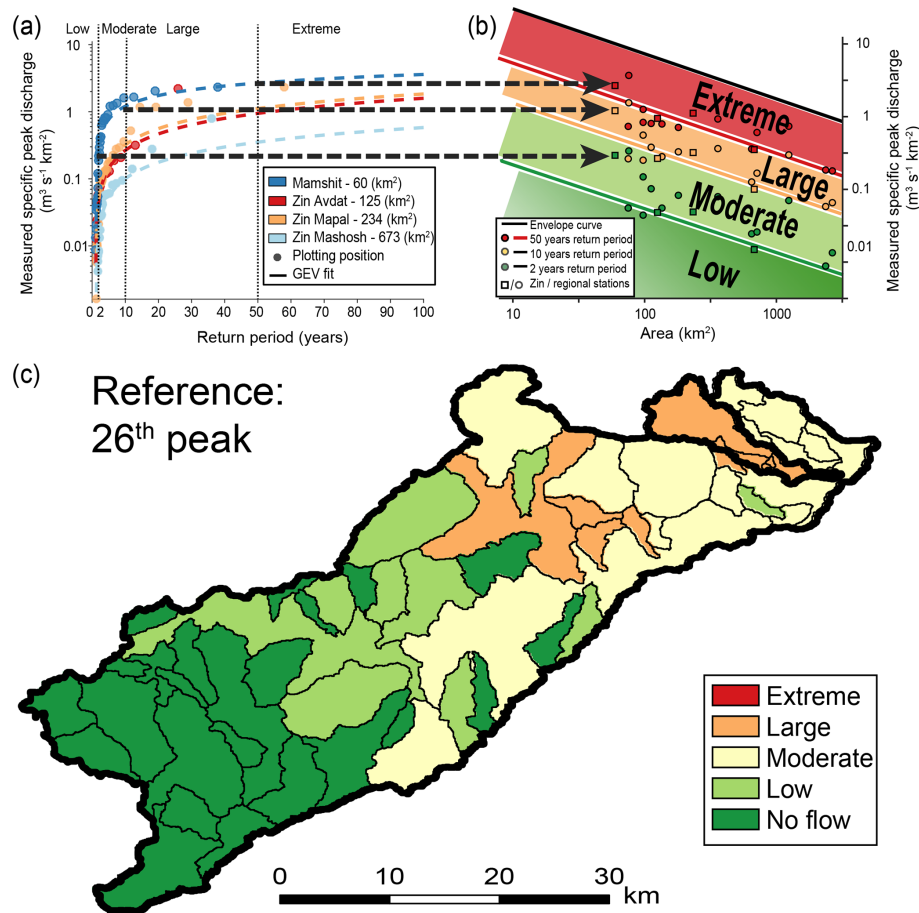 (a)
Low
Moderate
Large
Extreme
Measured specific peak discharge
(m³ s⁻¹ km⁻²)
10
1
0.1
0.01
0 2 10 20 30 40 50 60 70 80 90 100
Return period (years)
Mamshit - 60 (km²)
Zin Avdat - 125 (km²)
Zin Mapal - 234 (km²)
Zin Mashosh - 673 (km²)
Plotting position
GEV fit
(b)
Extreme
Large
Moderate
Low
Envelope curve
50 years return period
10 years return period
2 years return period
Zin / regional stations
10 100 1000
Area (km²)
10
1
0.1
0.01
Measured specific peak discharge
(m³ s⁻¹ km⁻²)
(c)
Reference:
26th peak
Extreme
Large
Moderate
Low
No flow
0 10 20 30
km